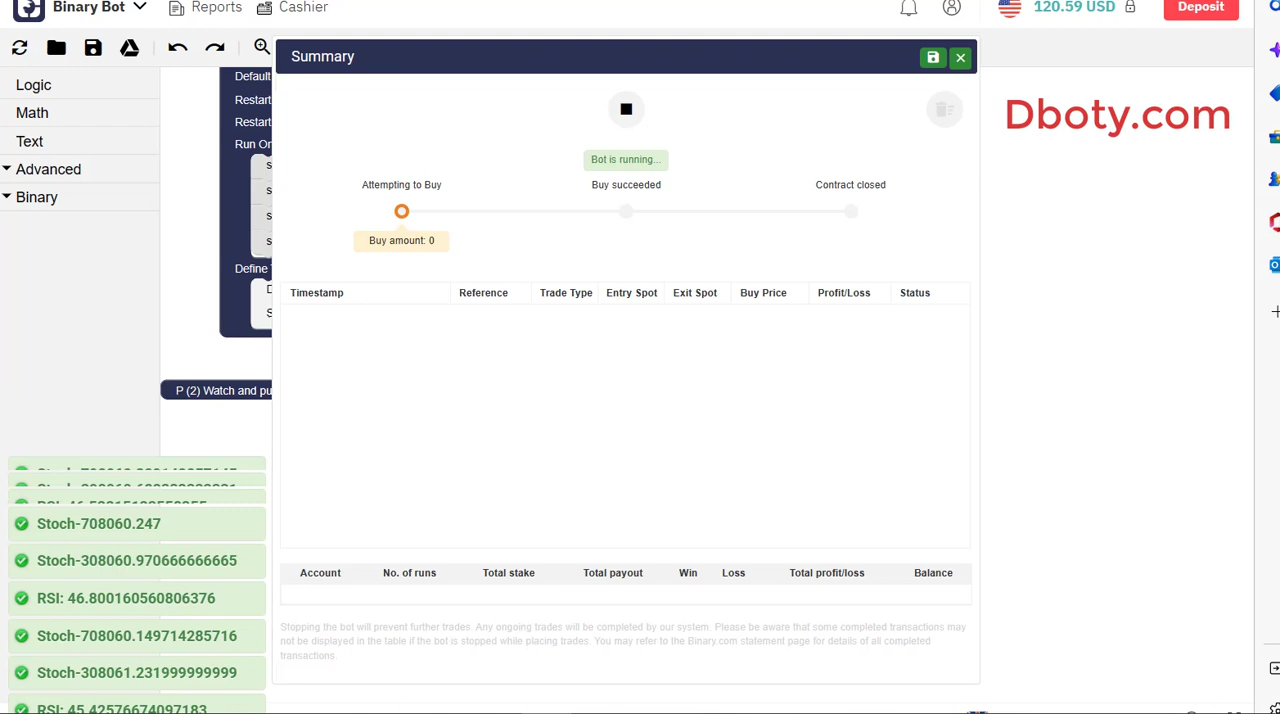 Binary Bot
Reports
Cashier
120.59 USD
Deposit
Summary
Logic
Math
Text
Advanced
Binary
Default
Restart
Restart
Run On
Define
P (2) Watch and pu
Dboty.com
Bot is running...
Attempting to Buy
Buy succeeded
Contract closed
Buy amount: 0
Timestamp Reference Trade Type Entry Spot Exit Spot Buy Price Profit/Loss Status
Stoch-708060.247
Stoch-308060.970666666665
RSI: 46.800160560806376
Stoch-708060.149714285716
Stoch-308061.231999999999
RSI: 45.42576674097183
Account No. of runs Total stake Total payout Win Loss Total profit/loss Balance
Stopping the bot will prevent further trades. Any ongoing trades will be completed by our system. Please be aware that some completed transactions may
not be displayed in the table if the bot is stopped while placing trades. You may refer to the Binary.com statement page for details of all completed
transactions.